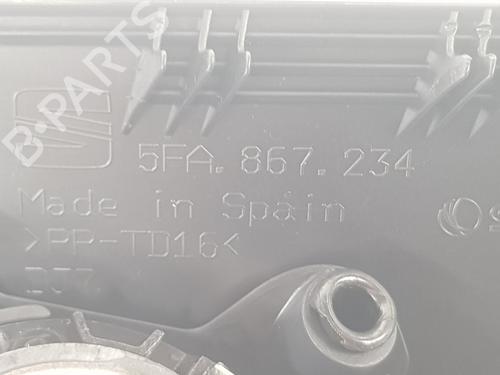 B-PARTS
5FA. 867. 234
Made in Spain
>PP-TD16<